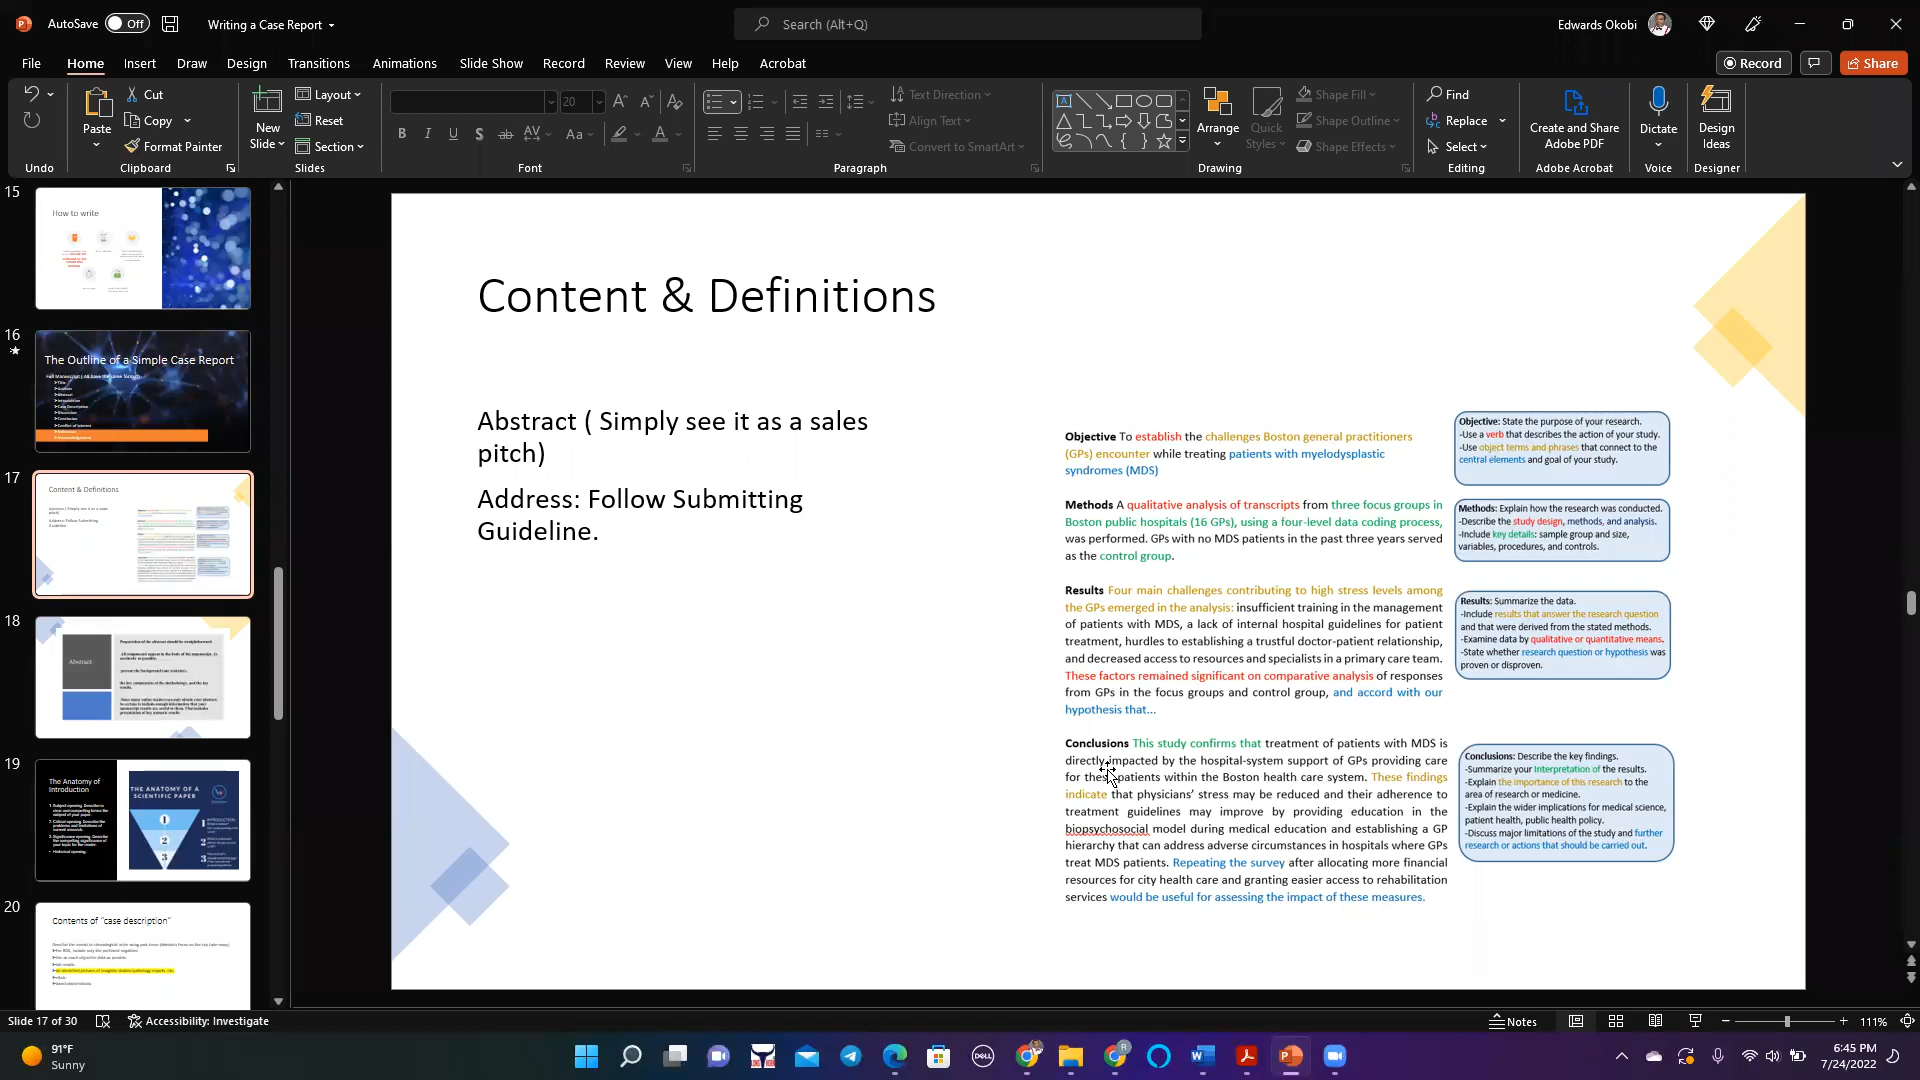 AutoSave Off Writing a Case Report Search (Alt+Q) Edwards Okobi
File Home Insert Draw Design Transitions Animations Slide Show Record Review View Help Acrobat Record Share
Cut
Copy
Format Painter
Paste
New
Slide
Layout
Reset
Section
20
Text Direction
Align Text
Convert to SmartArt
Arrange
Quick
Styles
Shape Fill
Shape Outline
Shape Effects
Find
Replace
Select
Create and Share
Adobe PDF
Dictate
Design
Ideas
Undo Clipboard Slides Font Paragraph Drawing Editing Adobe Acrobat Voice Designer
15
How to write
16
The Outline of a Simple Case Report
17
Content & Definitions
Abstract ( Simply see it as a sales
pitch)
Address: Follow Submitting
Guideline.
18
Abstract
19
The Anatomy of
Introduction
THE ANATOMY OF A
SCIENTIFIC PAPER
1
2
3
20
Contents of "case description"
Content & Definitions
Abstract ( Simply see it as a sales
pitch)
Address: Follow Submitting
Guideline.
Objective To establish the challenges Boston general practitioners
(GPs) encounter while treating patients with myelodysplastic
syndromes (MDS)
Methods A qualitative analysis of transcripts from three focus groups in
Boston public hospitals (16 GPs), using a four-level data coding process,
was performed. GPs with no MDS patients in the past three years served
as the control group.
Results Four main challenges contributing to high stress levels among
the GPs emerged in the analysis: insufficient training in the management
of patients with MDS, a lack of internal hospital guidelines for patient
treatment, hurdles to establishing a trustful doctor-patient relationship,
and decreased access to resources and specialists in a primary care team.
These factors remained significant on comparative analysis of responses
from GPs in the focus groups and control group, and accord with our
hypothesis that...
Conclusions This study confirms that treatment of patients with MDS is
directly impacted by the hospital-system support of GPs providing care
for these patients within the Boston health care system. These findings
indicate that physicians' stress may be reduced and their adherence to
treatment guidelines may improve by providing education in the
biopsychosocial model during medical education and establishing a GP
hierarchy that can address adverse circumstances in hospitals where GPs
treat MDS patients. Repeating the survey after allocating more financial
resources for city health care and granting easier access to rehabilitation
services would be useful for assessing the impact of these measures.
Objective: State the purpose of your research.
-Use a verb that describes the action of your study.
-Use object terms and phrases that connect to the
central elements and goal of your study.
Methods: Explain how the research was conducted.
-Describe the study design, methods, and analysis.
-Include key details: sample group and size,
variables, procedures, and controls.
Results: Summarize the data.
-Include results that answer the research question
and that were derived from the stated methods.
-Examine data by qualitative or quantitative means.
-State whether research question or hypothesis was
proven or disproven.
Conclusions: Describe the key findings.
-Summarize your interpretation of the results.
-Explain the importance of this research to the
area of research or medicine.
-Explain the wider implications for medical science,
patient health, public health policy.
-Discuss major limitations of the study and further
research or actions that should be carried out.
Slide 17 of 30 Accessibility: Investigate Notes 111%
91°F
Sunny
DELL
6:45 PM
7/24/2022